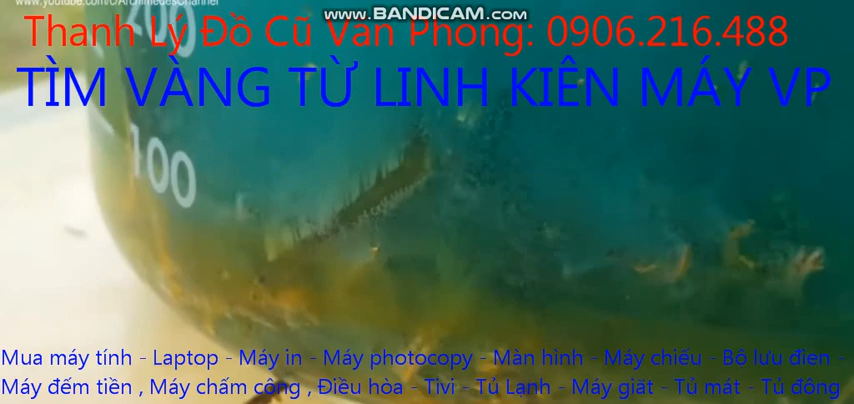 www.BANDICAM.com
Thanh Lý Đồ Cũ Văn Phòng: 0906.216.488
TÌM VÀNG TỪ LINH KIỆN MÁY VP
200
100
Mua máy tính - Laptop - Máy in - Máy photocopy - Màn hình - Máy chiếu - Bộ lưu điện -
Máy đếm tiền , Máy chấm công , Điều hòa - Tivi - Tủ Lạnh - Máy giặt - Tủ mát - Tủ đông